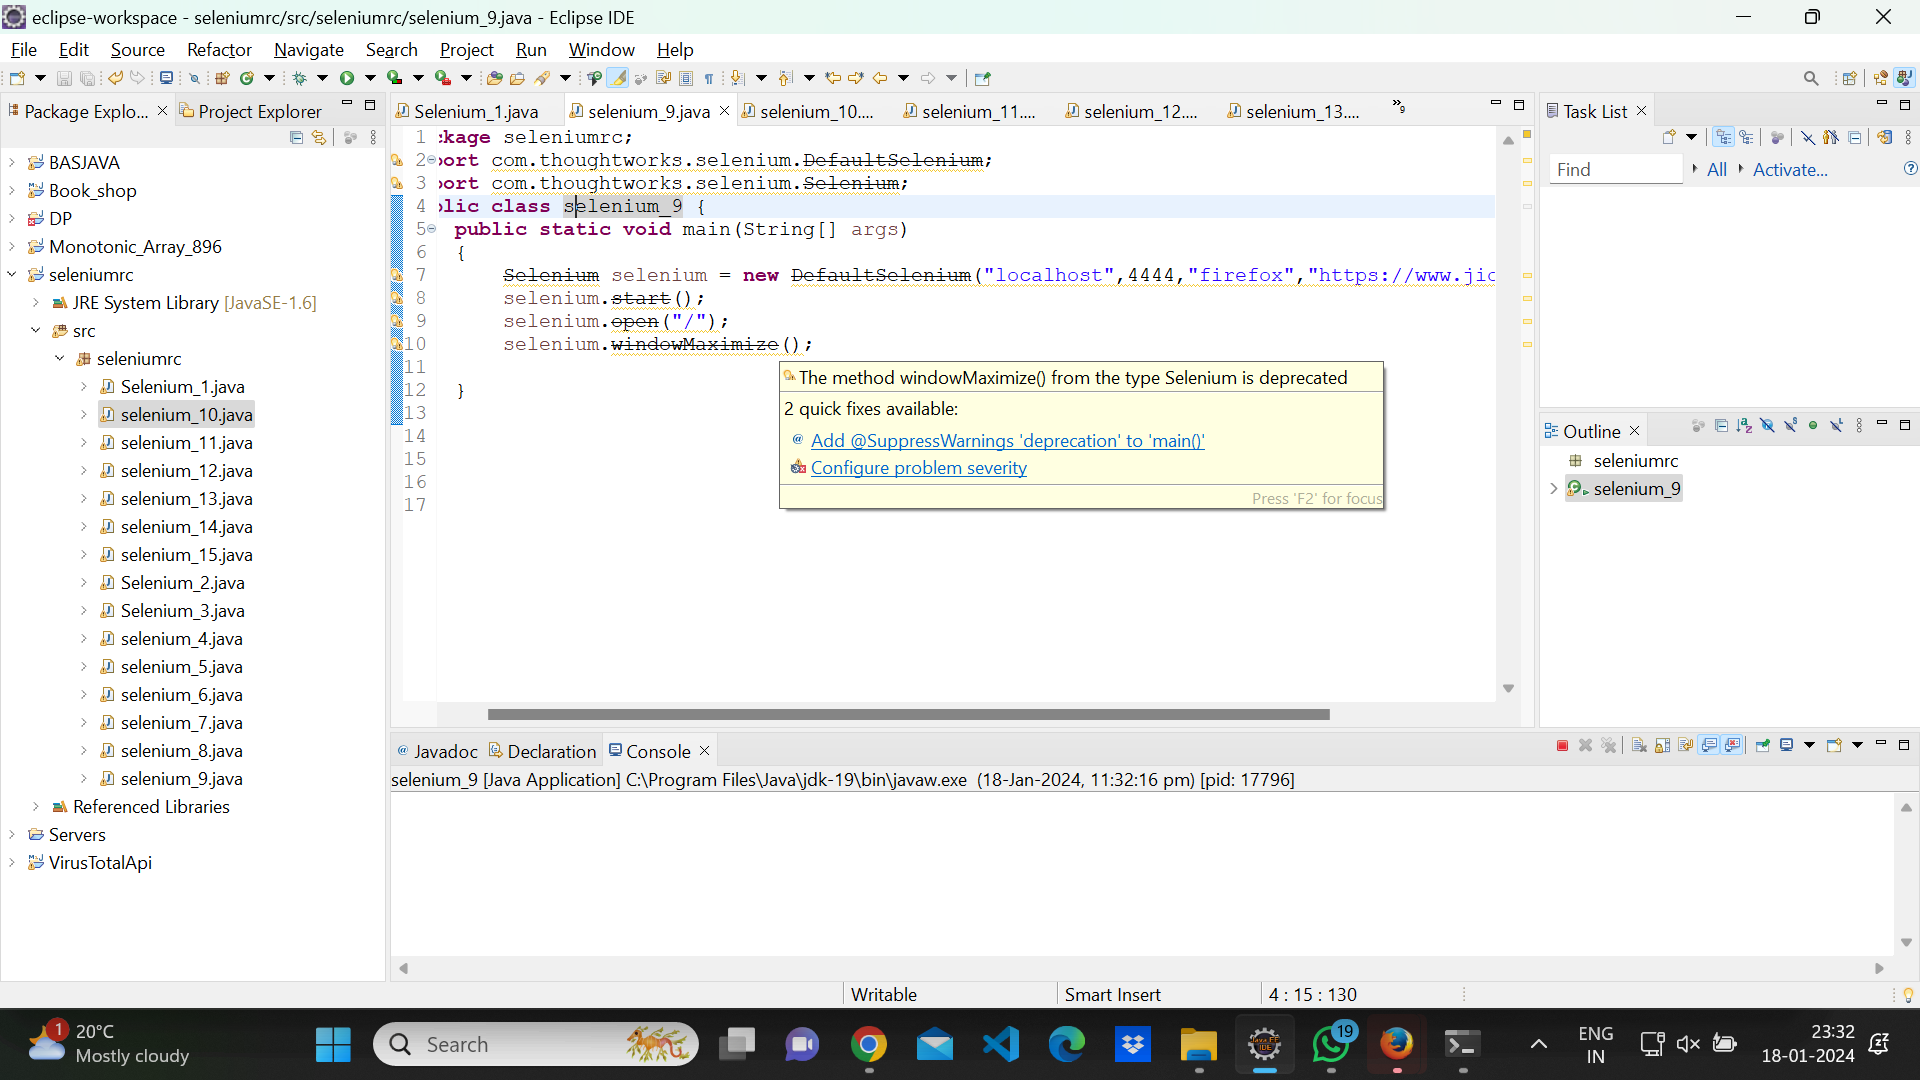 eclipse-workspace - seleniumrc/src/seleniumrc/selenium_9.java - Eclipse IDE
File Edit Source Refactor Navigate Search Project Run Window Help
Package Explo... Project Explorer
BASJAVA
Book_shop
DP
Monotonic_Array_896
seleniumrc
JRE System Library [JavaSE-1.6]
src
seleniumrc
Selenium_1.java
selenium_10.java
selenium_11.java
selenium_12.java
selenium_13.java
selenium_14.java
selenium_15.java
Selenium_2.java
Selenium_3.java
selenium_4.java
selenium_5.java
selenium_6.java
selenium_7.java
selenium_8.java
selenium_9.java
Referenced Libraries
Servers
VirusTotalApi
Selenium_1.java selenium_9.java selenium_10.... selenium_11.... selenium_12.... selenium_13.... »9
1 kage seleniumrc;
2 port com.thoughtworks.selenium.DefaultSelenium;
3 port com.thoughtworks.selenium.Selenium;
4 blic class selenium_9 {
5 public static void main(String[] args)
6 {
7 Selenium selenium = new DefaultSelenium("localhost",4444,"firefox","https://www.jio
8 selenium.start();
9 selenium.open("/");
10 selenium.windowMaximize();
11
12 }
13
14
15
16
17
The method windowMaximize() from the type Selenium is deprecated
2 quick fixes available:
Add @SuppressWarnings 'deprecation' to 'main()'
Configure problem severity
Press 'F2' for focus
Task List
Find All Activate...
Outline
seleniumrc
selenium_9
Javadoc Declaration Console
selenium_9 [Java Application] C:\Program Files\Java\jdk-19\bin\javaw.exe (18-Jan-2024, 11:32:16 pm) [pid: 17796]
Writable Smart Insert 4 : 15 : 130
1 20°C
Mostly cloudy
Search
19
ENG
IN
23:32
18-01-2024